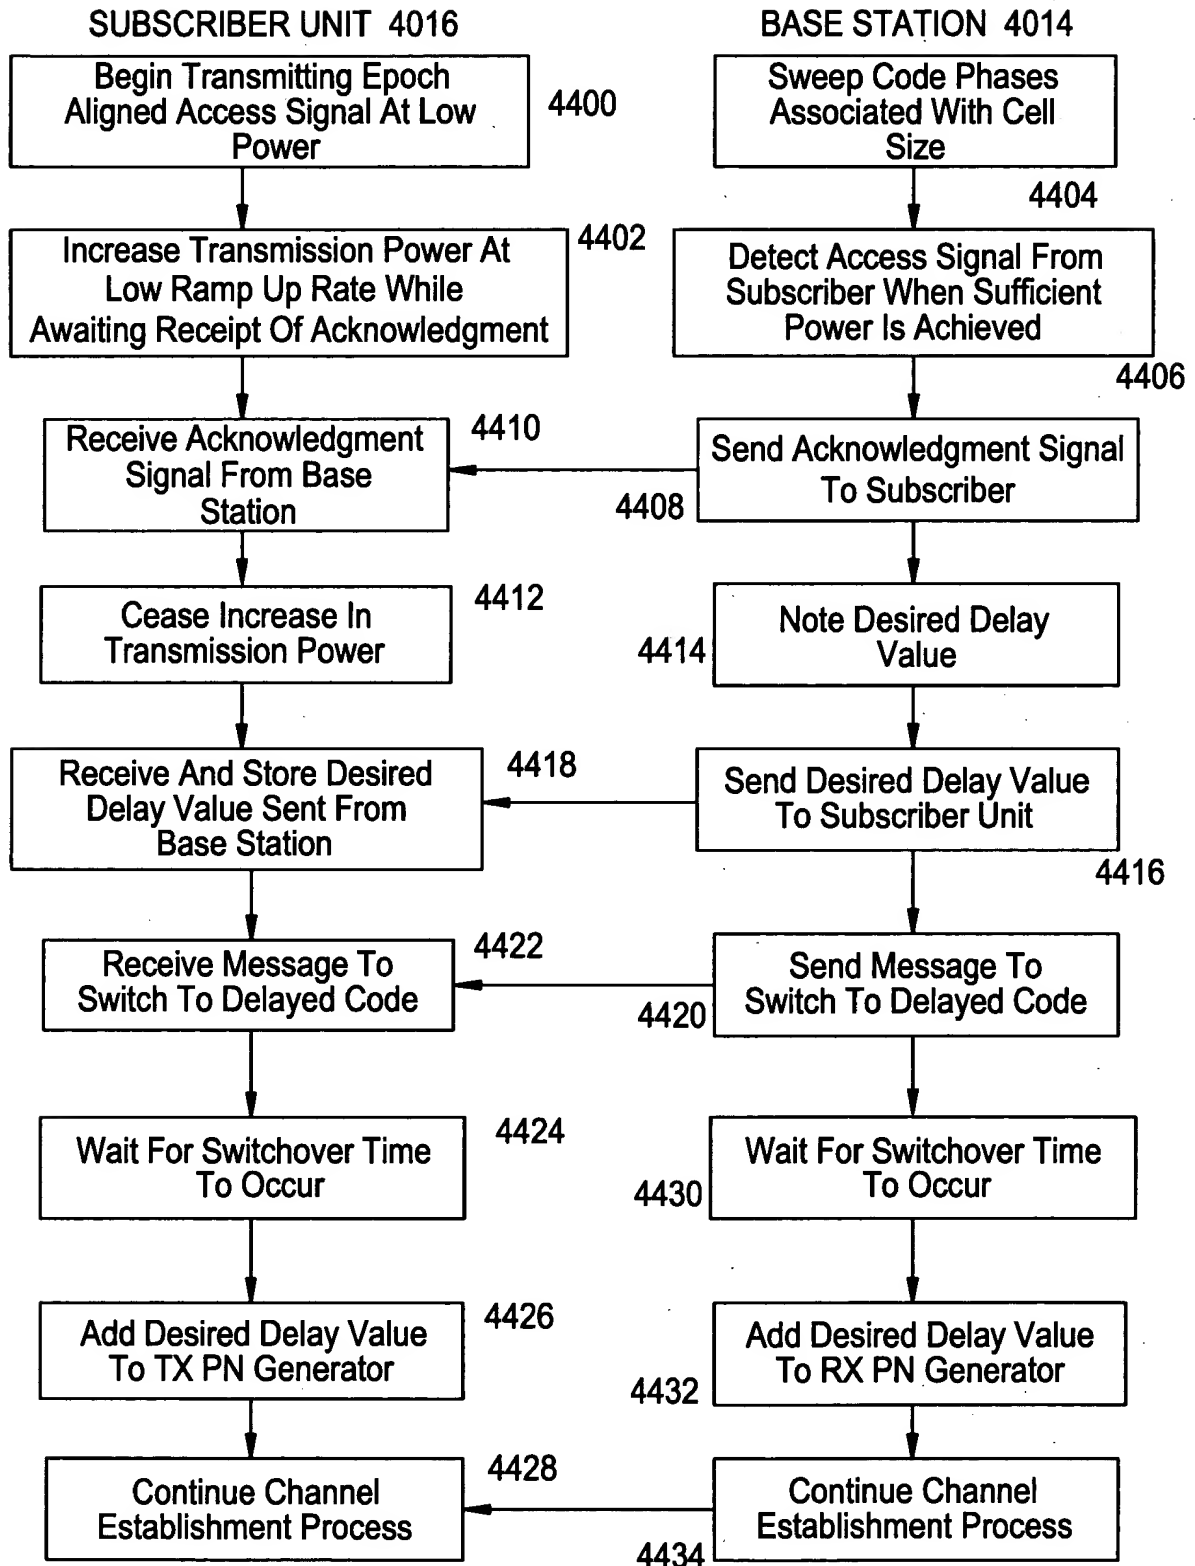 SUBSCRIBER UNIT 4016
BASE STATION 4014
Begin Transmitting Epoch
Aligned Access Signal At Low
Power
4400
Sweep Code Phases
Associated With Cell
Size
4404
Increase Transmission Power At
Low Ramp Up Rate While
Awaiting Receipt Of Acknowledgment
4402
Detect Access Signal From
Subscriber When Sufficient
Power Is Achieved
4406
Receive Acknowledgment
Signal From Base
Station
4410
Send Acknowledgment Signal
To Subscriber
4408
Cease Increase In
Transmission Power
4412
Note Desired Delay
Value
4414
Receive And Store Desired
Delay Value Sent From
Base Station
4418
Send Desired Delay Value
To Subscriber Unit
4416
Receive Message To
Switch To Delayed Code
4422
Send Message To
Switch To Delayed Code
4420
Wait For Switchover Time
To Occur
4424
Wait For Switchover Time
To Occur
4430
Add Desired Delay Value
To TX PN Generator
4426
Add Desired Delay Value
To RX PN Generator
4432
Continue Channel
Establishment Process
4428
Continue Channel
Establishment Process
4434